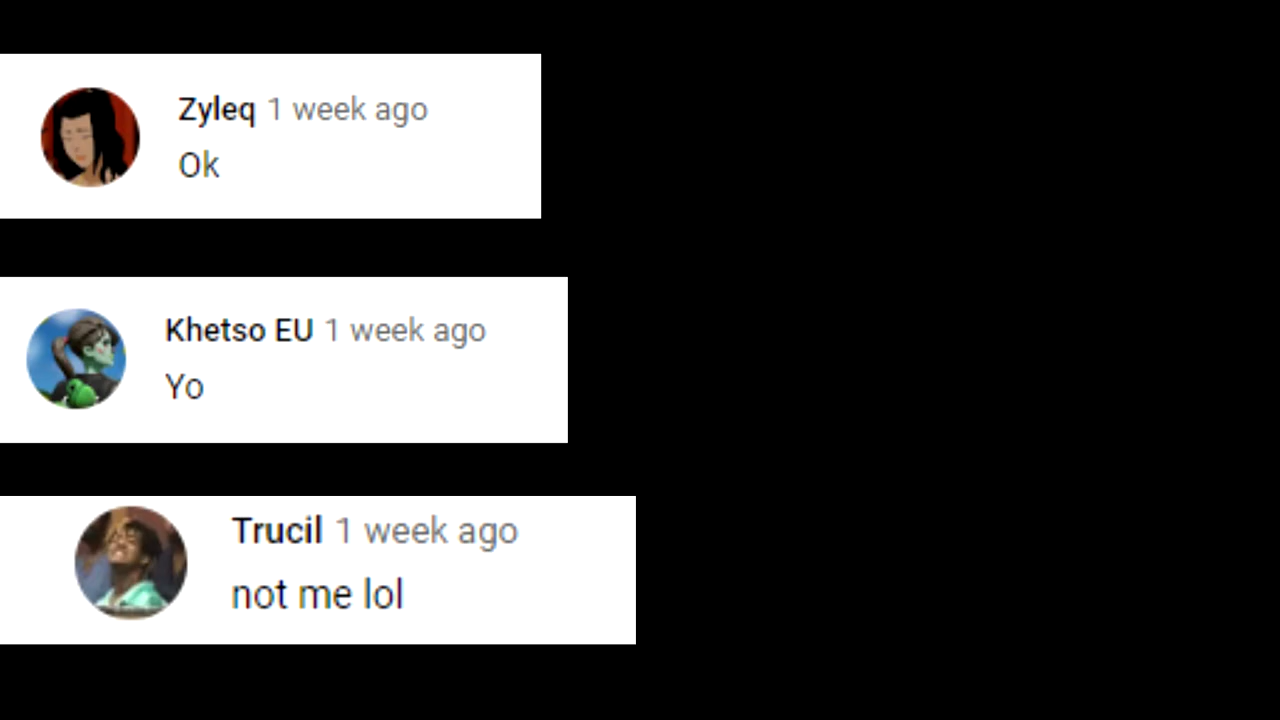 Zyleq 1 week ago
Ok
Khetso EU 1 week ago
Yo
Trucil 1 week ago
not me lol